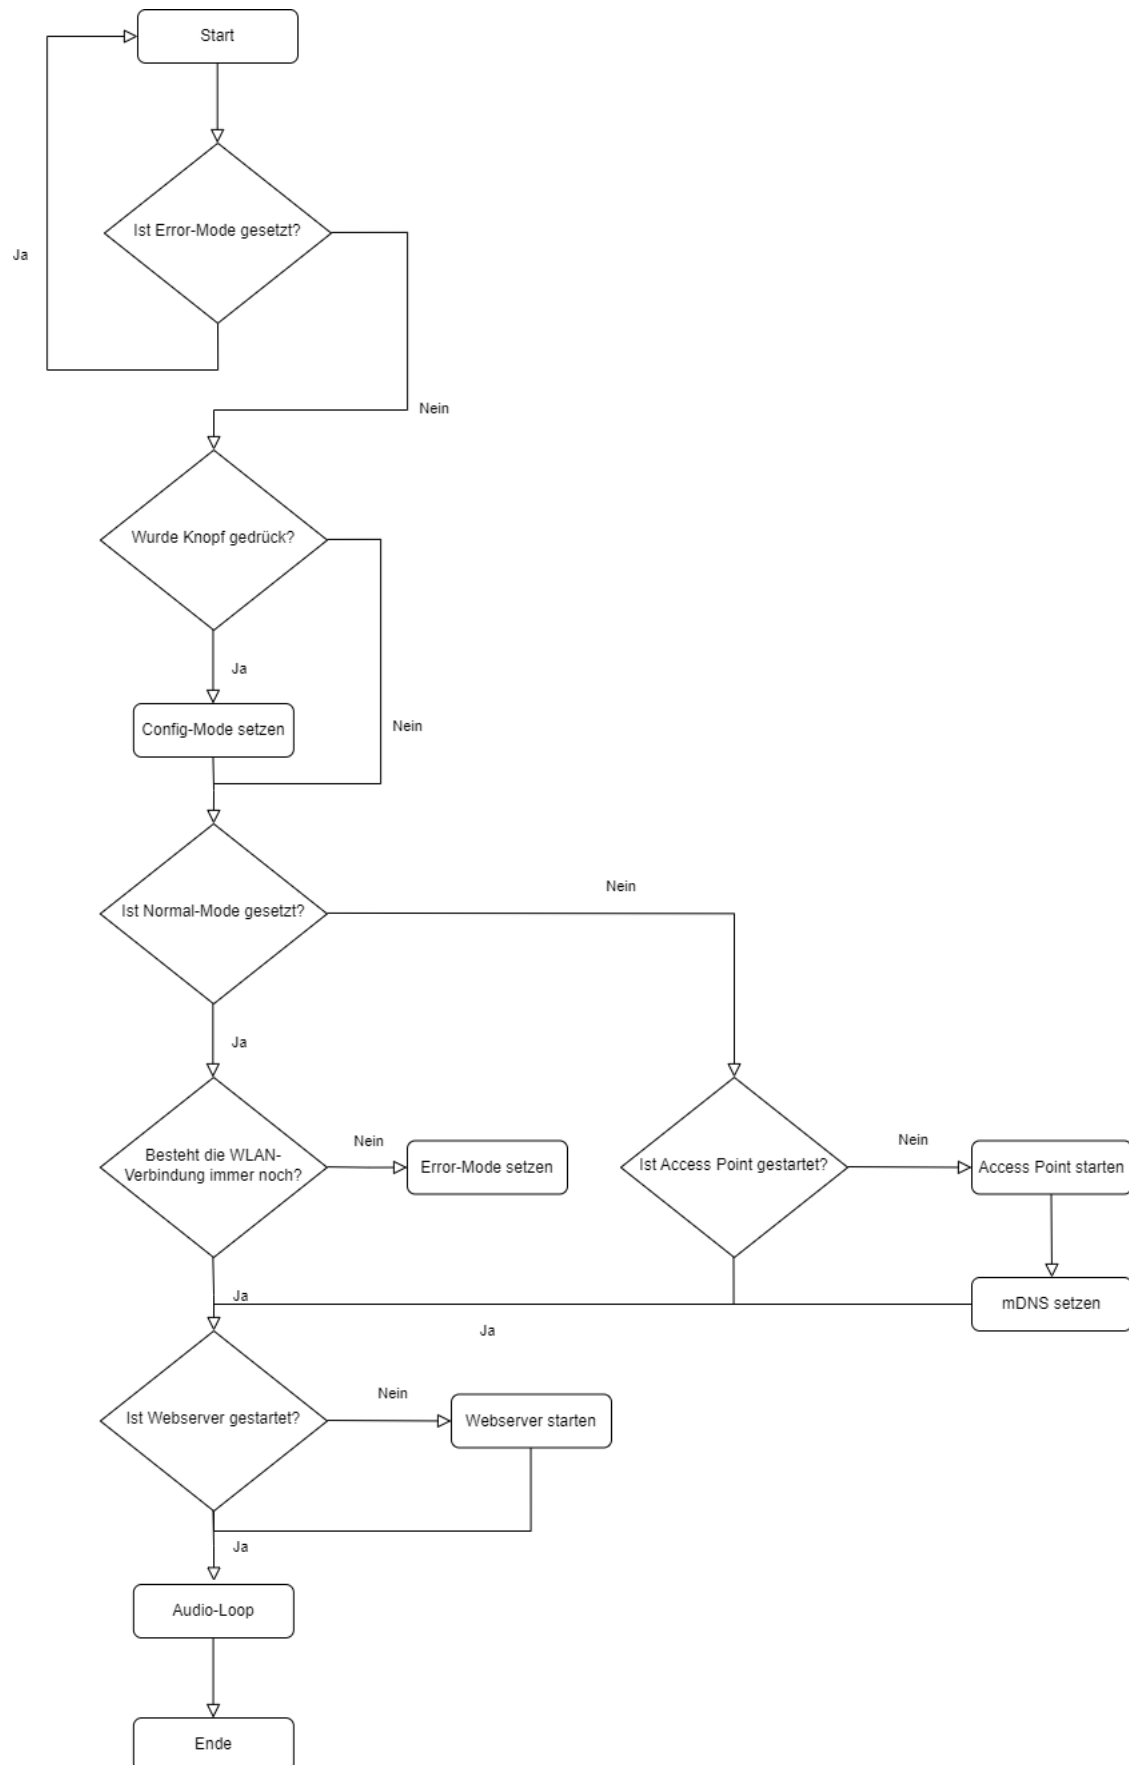 Start
Ist Error-Mode gesetzt?
Ja
Nein
Wurde Knopf gedrück?
Ja
Config-Mode setzen
Nein
Nein
Ist Normal-Mode gesetzt?
Ja
Besteht die WLAN-
Verbindung immer noch?
Nein
Error-Mode setzen
Ist Access Point gestartet?
Nein
Access Point starten
Ja
mDNS setzen
Ja
Ist Webserver gestartet?
Nein
Webserver starten
Ja
Audio-Loop
Ende